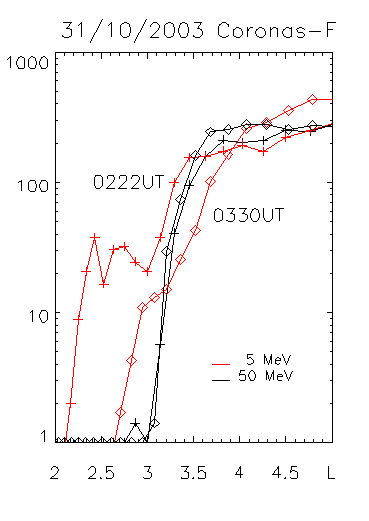 31/10/2003 Coronas-F
1000
0222UT
100
0330UT
10
5 MeV
50 MeV
1
2 2.5 3 3.5 4 4.5 L